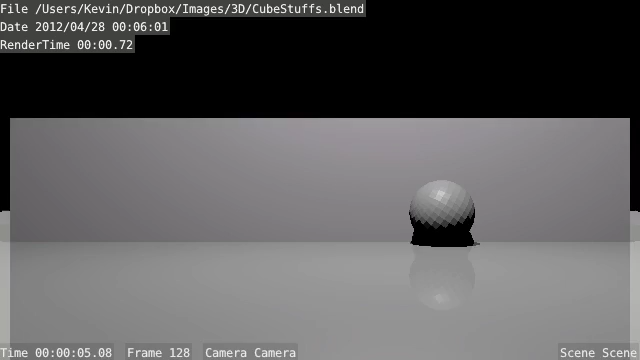 File /Users/Kevin/Dropbox/Images/3D/CubeStuffs.blend
Date 2012/04/28 00:06:01
RenderTime 00:00.72
Time 00:00:05.08 Frame 128 Camera Camera Scene Scene